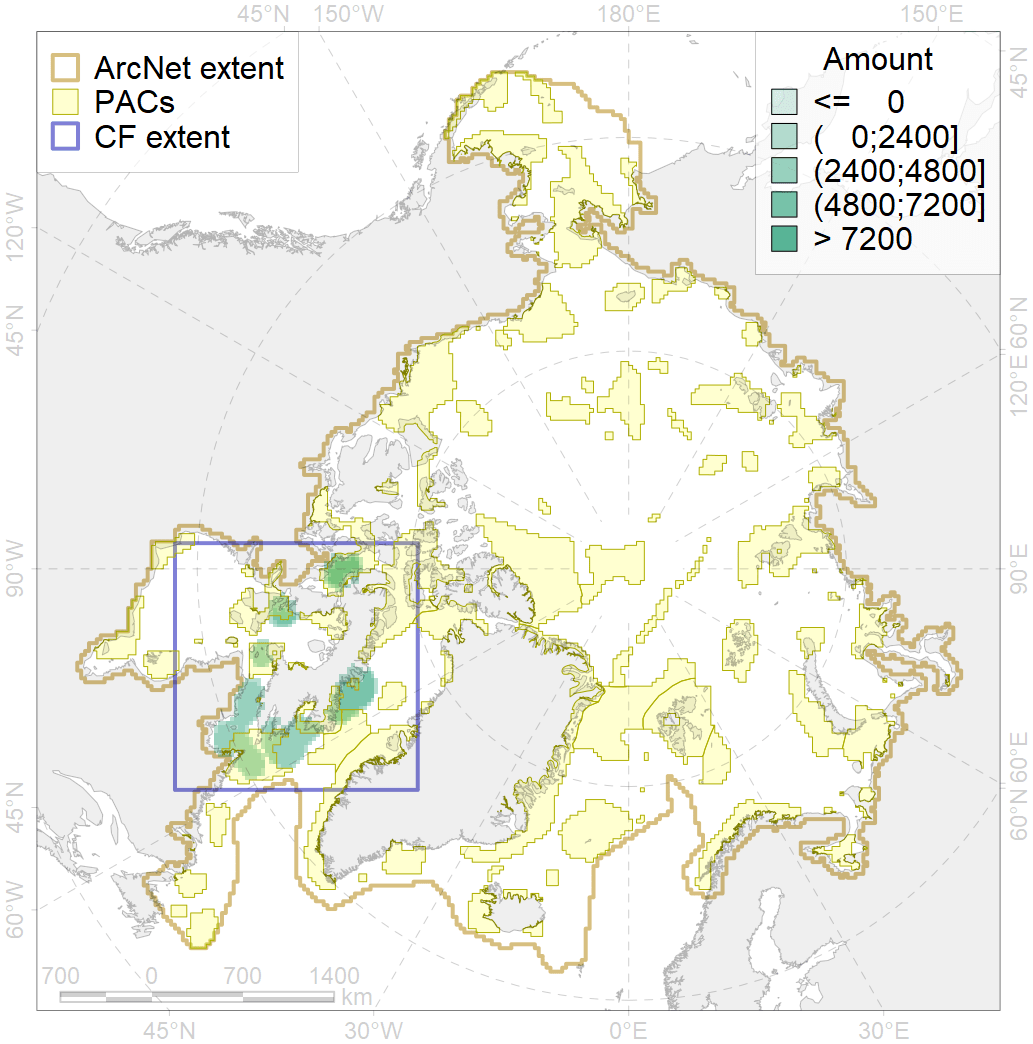 45°N 150°W 180°E 150°E
ArcNet extent
PACs
CF extent
Amount
<= 0
( 0;2400]
(2400;4800]
(4800;7200]
> 7200
45°N
120°W
45°N
60°N
120°E
90°W
90°E
45°N
60°E
60°N
60°W
700 0 700 1400
km
45°N 30°W 0°E 30°E